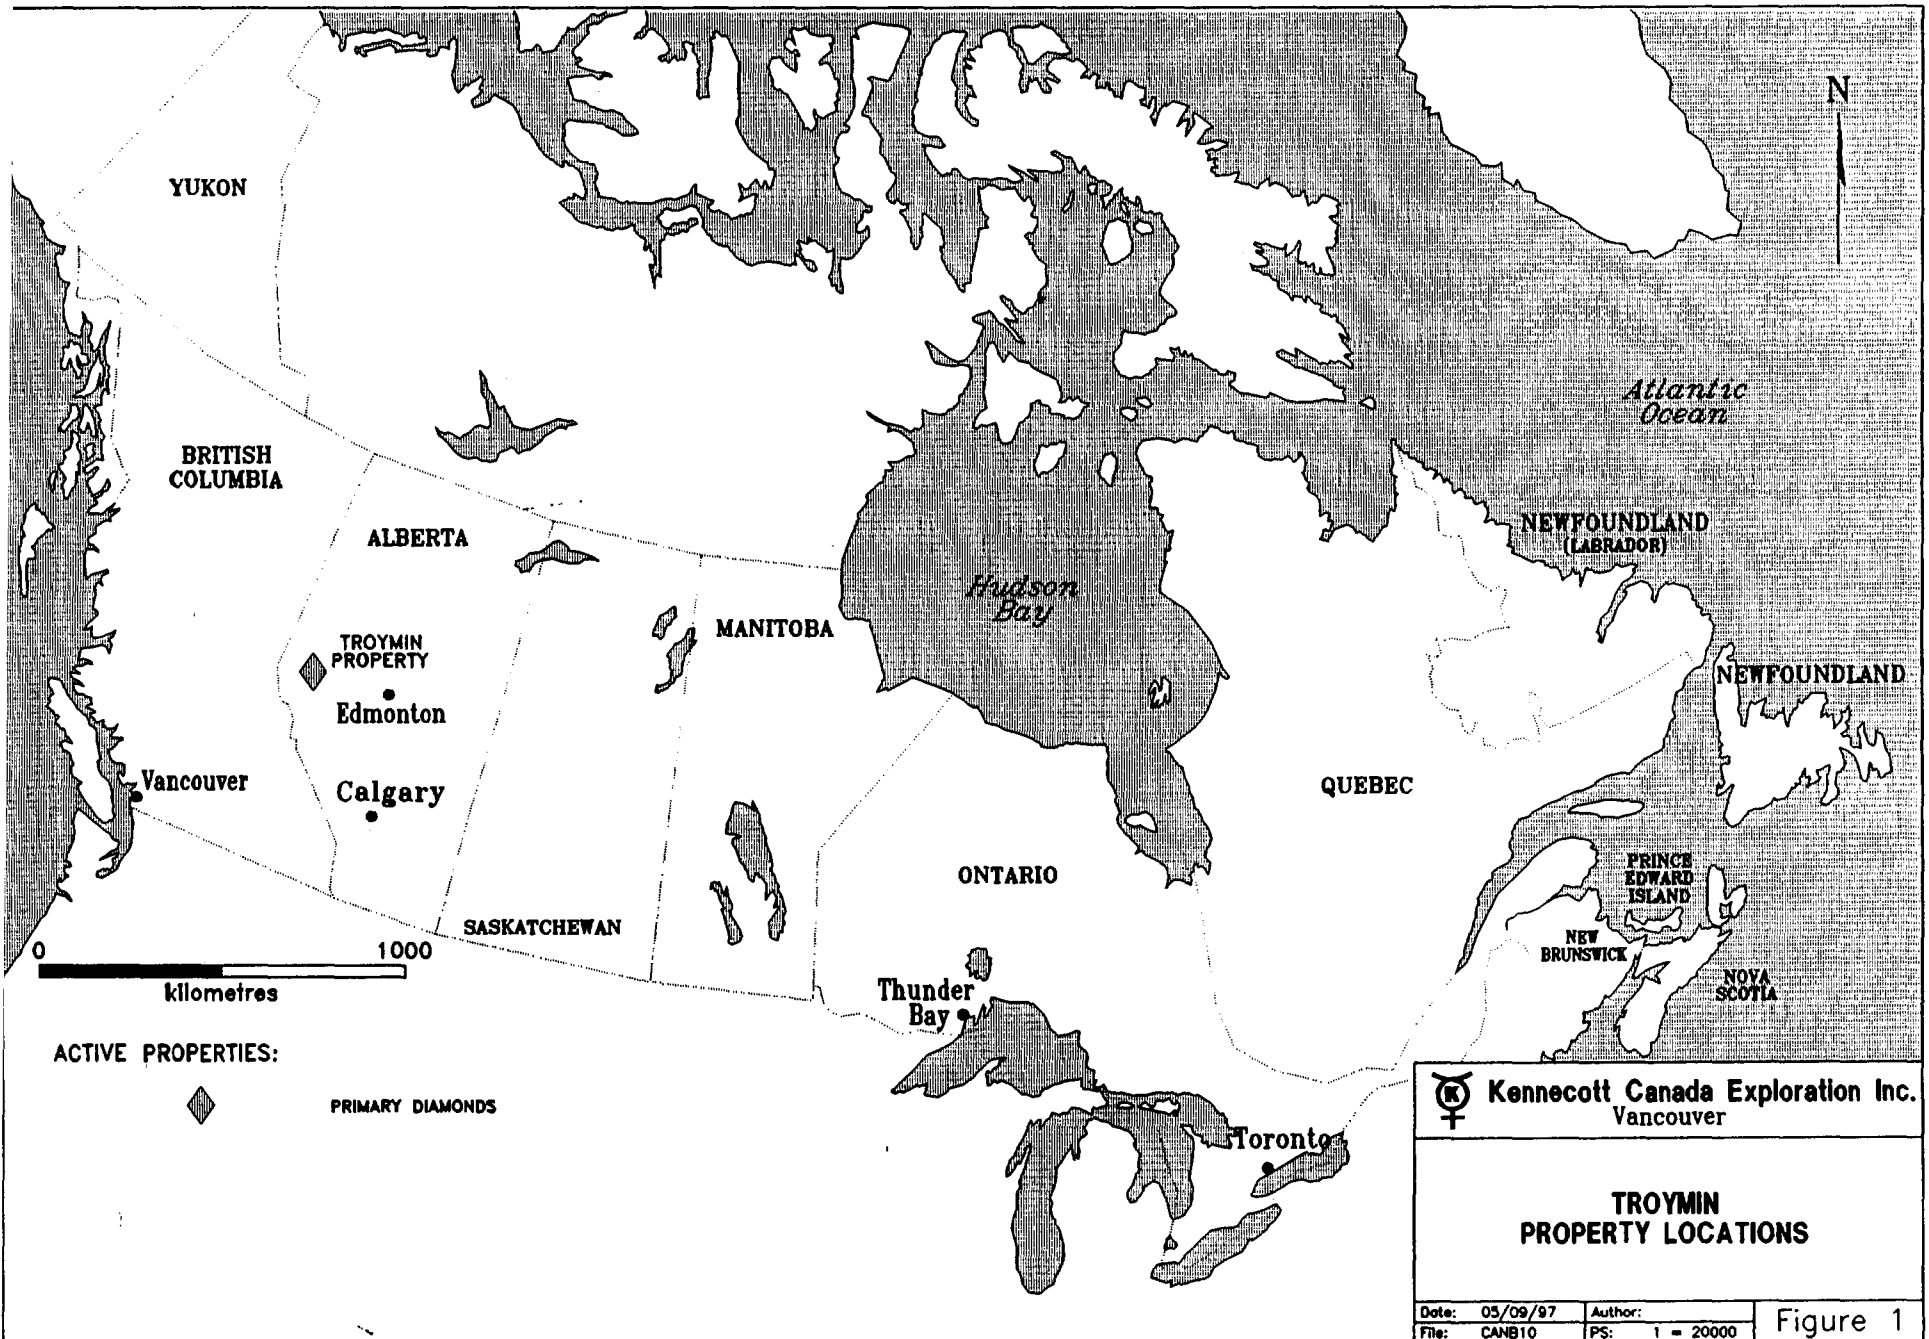 N
YUKON
Atlantic
Ocean
BRITISH
COLUMBIA
ALBERTA
NEWFOUNDLAND
(LABRADOR)
Hudson
Bay
MANITOBA
TROYMIN
PROPERTY
NEWFOUNDLAND
Edmonton
Vancouver
Calgary
QUEBEC
ONTARIO
PRINCE
EDWARD
ISLAND
SASKATCHEWAN
NEW
BRUNSWICK
0 1000
kilometres
NOVA
SCOTIA
Thunder
Bay
ACTIVE PROPERTIES:
PRIMARY DIAMONDS
Toronto
K
Kennecott Canada Exploration Inc.
Vancouver
TROYMIN
PROPERTY LOCATIONS
Date: 05/09/97 Author:
File: CANB10 PS: 1 = 20000
Figure 1